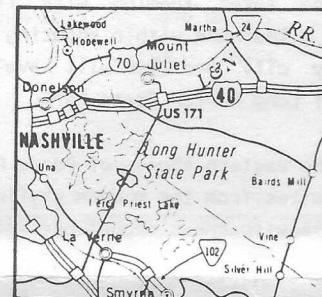 Lakewood
Hopewell
Martha
24
RR.
Mount
Juliet
70
L & N
Donelson
40
US 171
NASHVILLE
Long Hunter
State Park
Una
Bairds Mill
Percy Priest Lake
La Vergne
102
Vine
Silver Hill
Smyrna